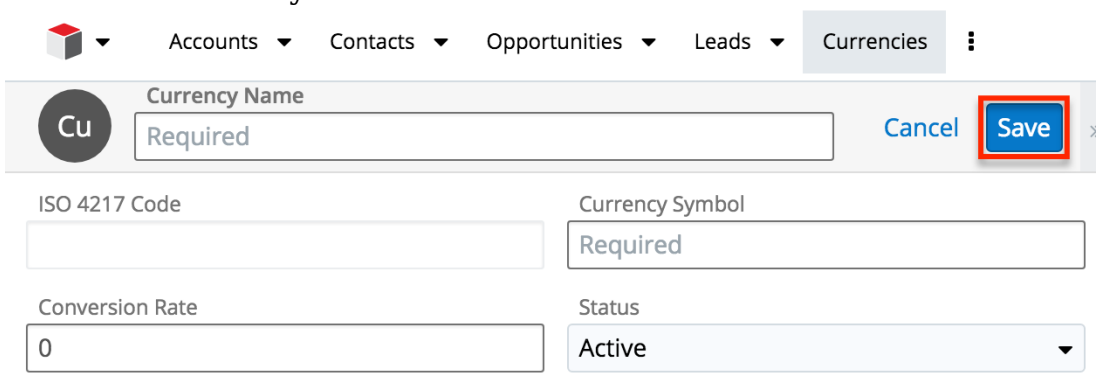 Accounts Contacts Opportunities Leads Currencies
Currency Name
Cu Required Cancel Save »
ISO 4217 Code Currency Symbol
Required
Conversion Rate Status
0 Active